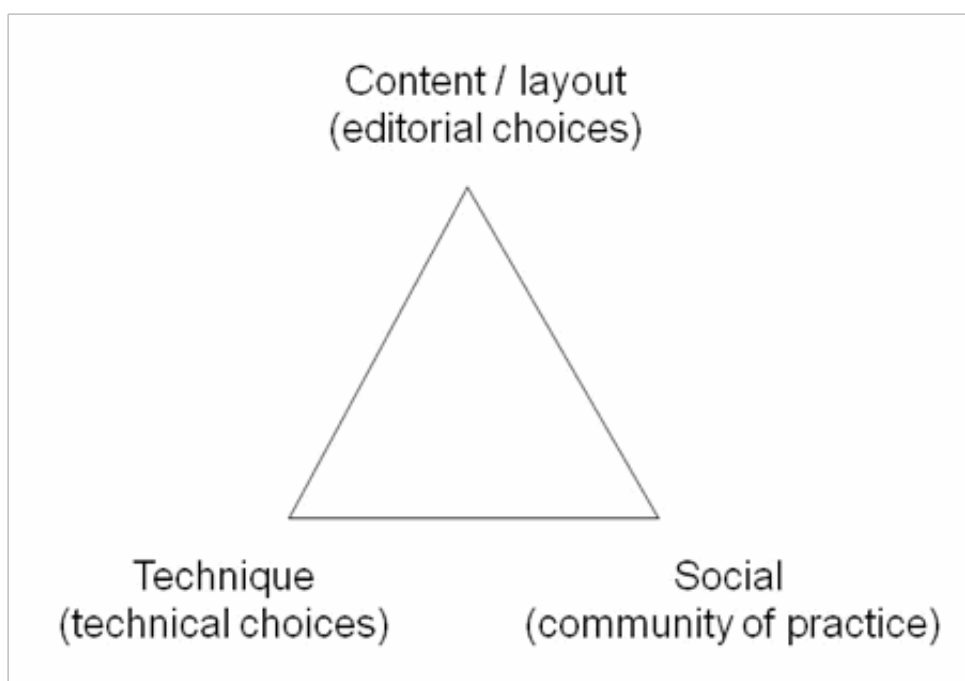 Content / layout
(editorial choices)
Technique
(technical choices)
Social
(community of practice)